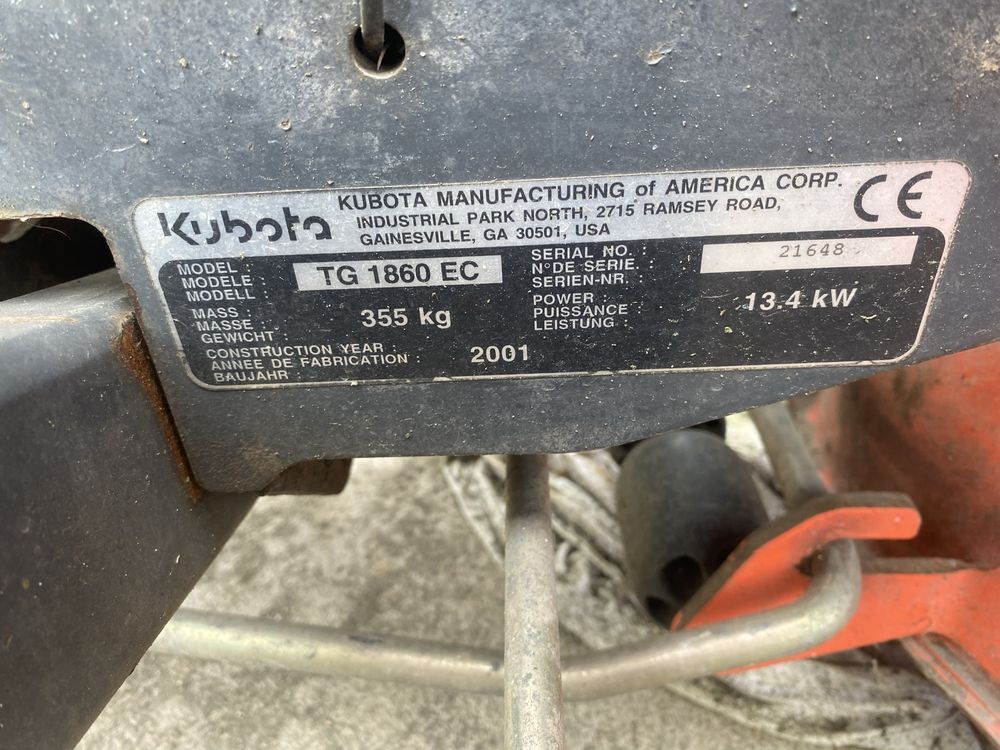 Kubota
KUBOTA MANUFACTURING of AMERICA CORP.
INDUSTRIAL PARK NORTH, 2715 RAMSEY ROAD,
GAINESVILLE, GA 30501, USA
CE
MODEL :
MODELE :
MODELL :
TG 1860 EC
SERIAL NO. :
N°DE SERIE. :
SERIEN-NR. :
21648
MASS :
MASSE :
GEWICHT :
355 kg
POWER :
PUISSANCE :
LEISTUNG :
13.4 kW
CONSTRUCTION YEAR :
ANNEE DE FABRICATION :
BAUJAHR :
2001